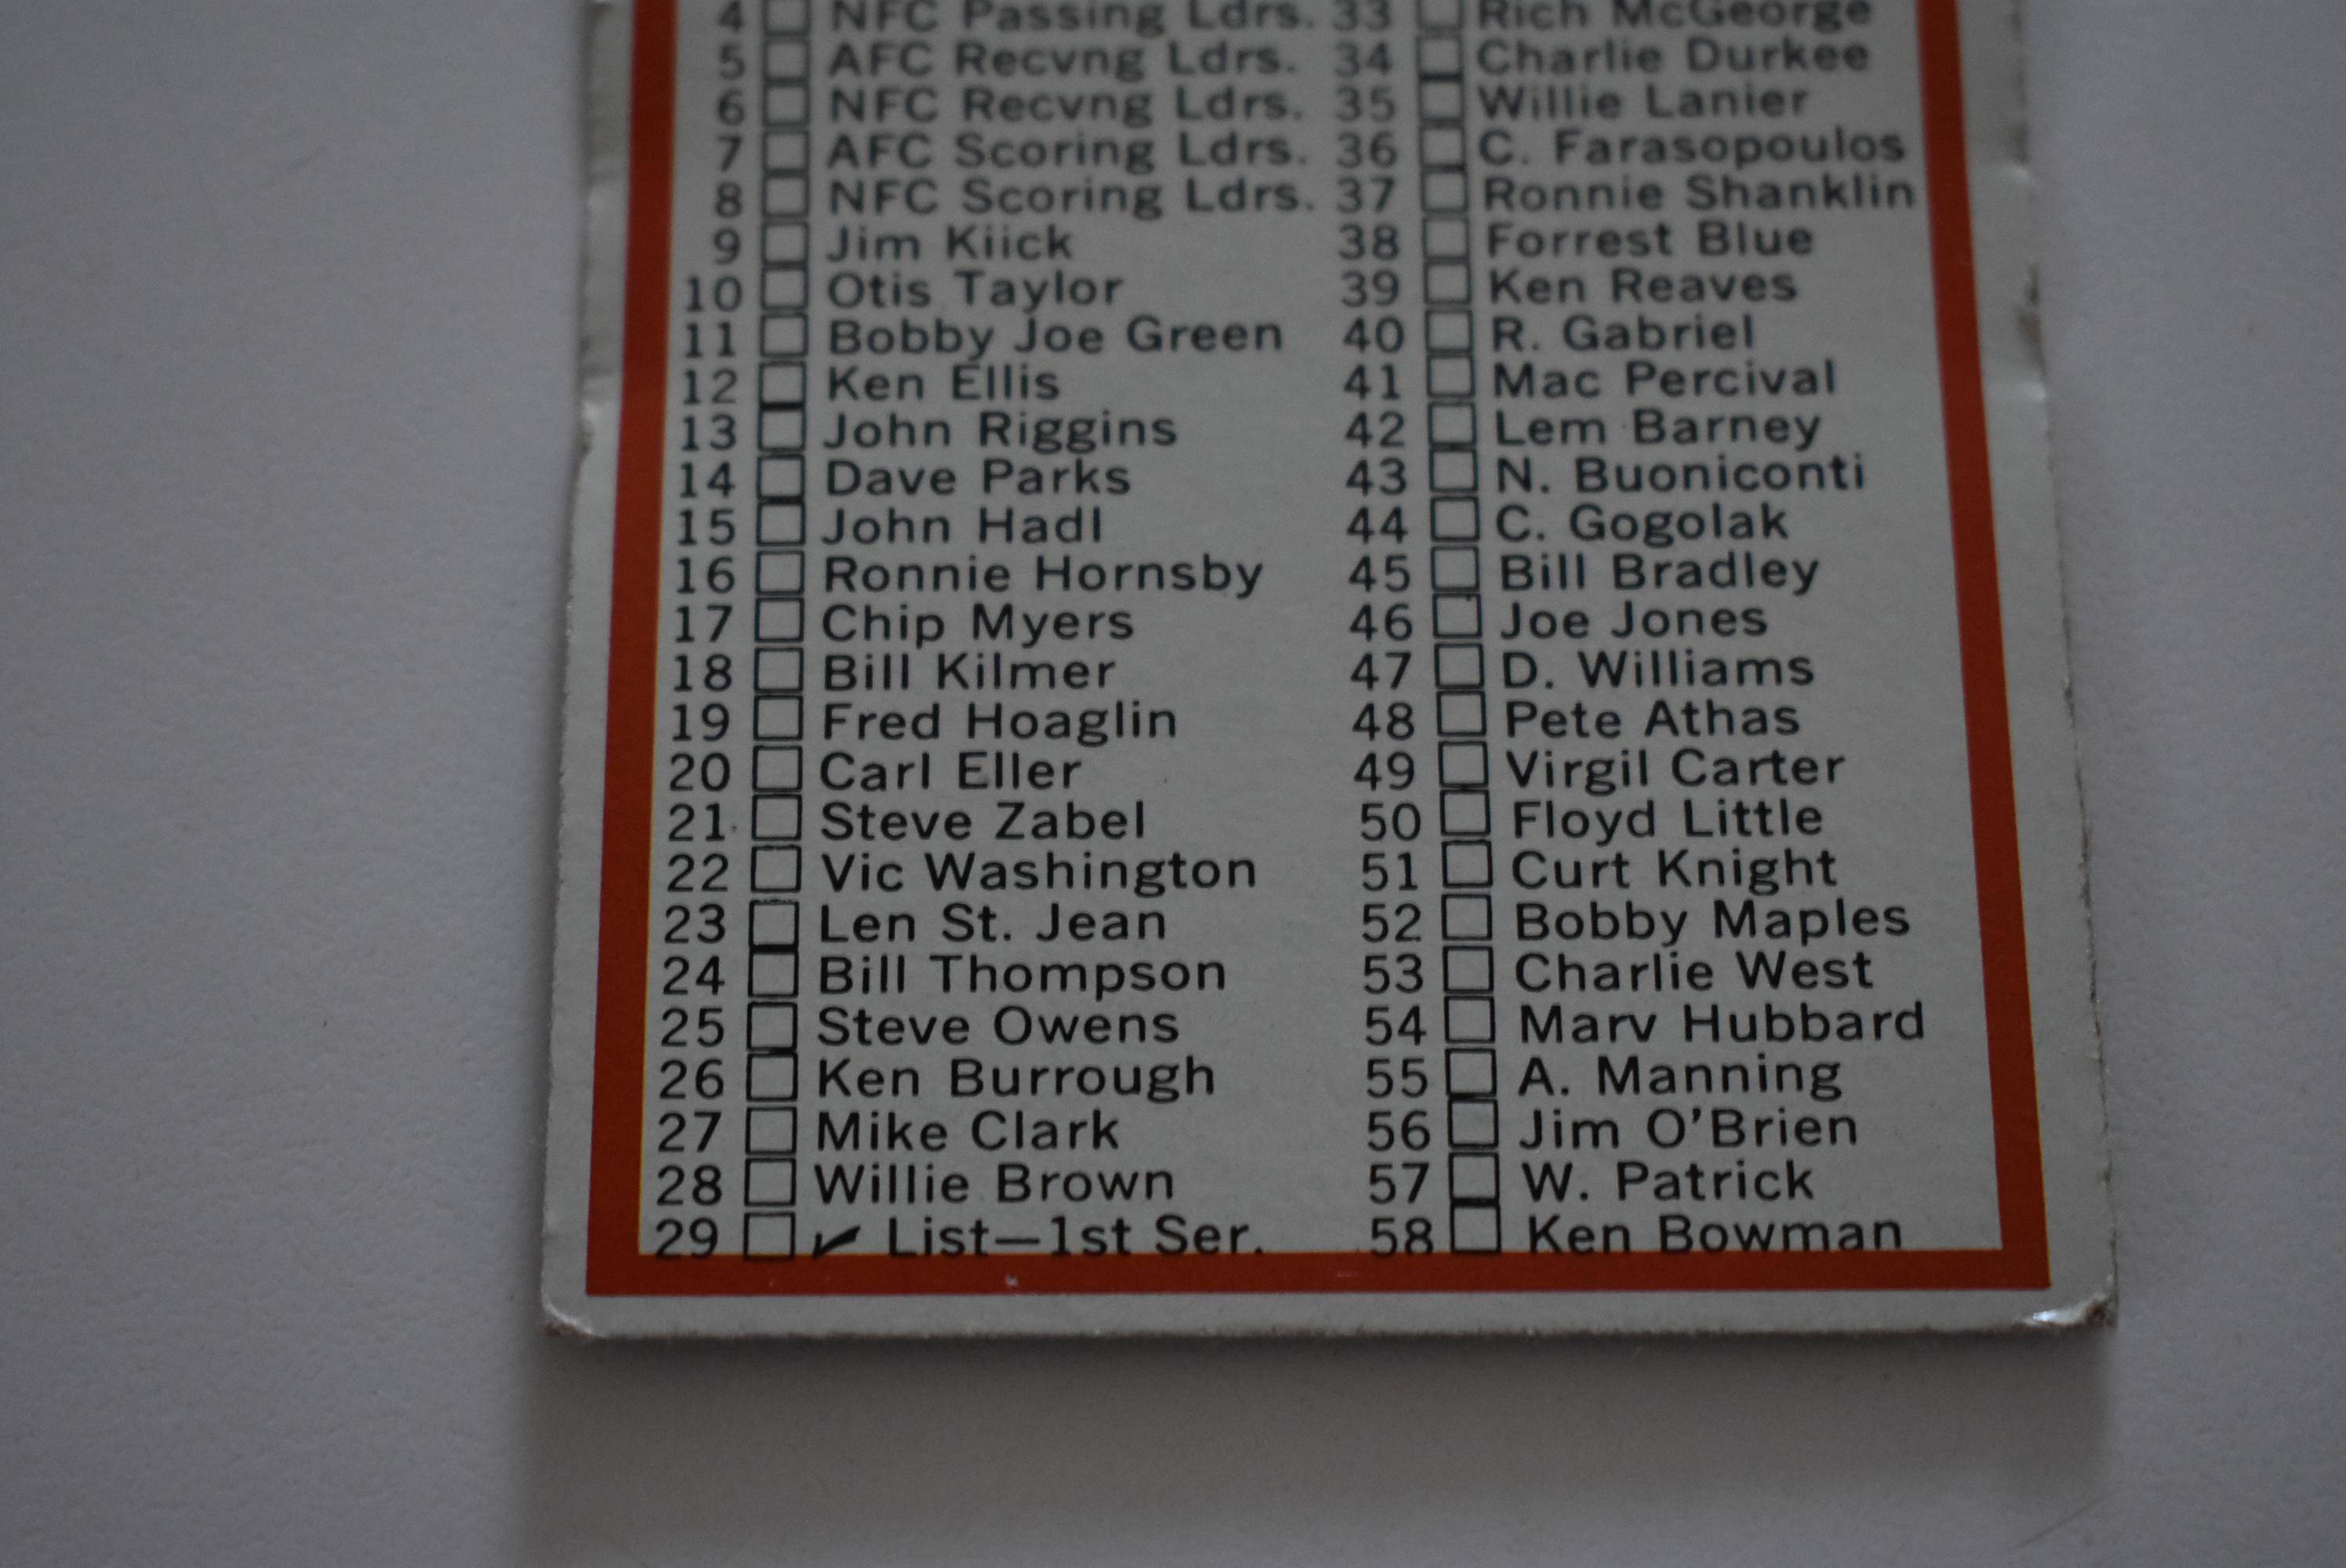 4 NFC Passing Ldrs.
5 AFC Recvng Ldrs.
6 NFC Recvng Ldrs.
7 AFC Scoring Ldrs.
8 NFC Scoring Ldrs.
9 Jim Kiick
10 Otis Taylor
11 Bobby Joe Green
12 Ken Ellis
13 John Riggins
14 Dave Parks
15 John Hadl
16 Ronnie Hornsby
17 Chip Myers
18 Bill Kilmer
19 Fred Hoaglin
20 Carl Eller
21 Steve Zabel
22 Vic Washington
23 Len St. Jean
24 Bill Thompson
25 Steve Owens
26 Ken Burrough
27 Mike Clark
28 Willie Brown
29 ✓ List—1st Ser.
33 Rich McGeorge
34 Charlie Durkee
35 Willie Lanier
36 C. Farasopoulos
37 Ronnie Shanklin
38 Forrest Blue
39 Ken Reaves
40 R. Gabriel
41 Mac Percival
42 Lem Barney
43 N. Buoniconti
44 C. Gogolak
45 Bill Bradley
46 Joe Jones
47 D. Williams
48 Pete Athas
49 Virgil Carter
50 Floyd Little
51 Curt Knight
52 Bobby Maples
53 Charlie West
54 Marv Hubbard
55 A. Manning
56 Jim O'Brien
57 W. Patrick
58 Ken Bowman